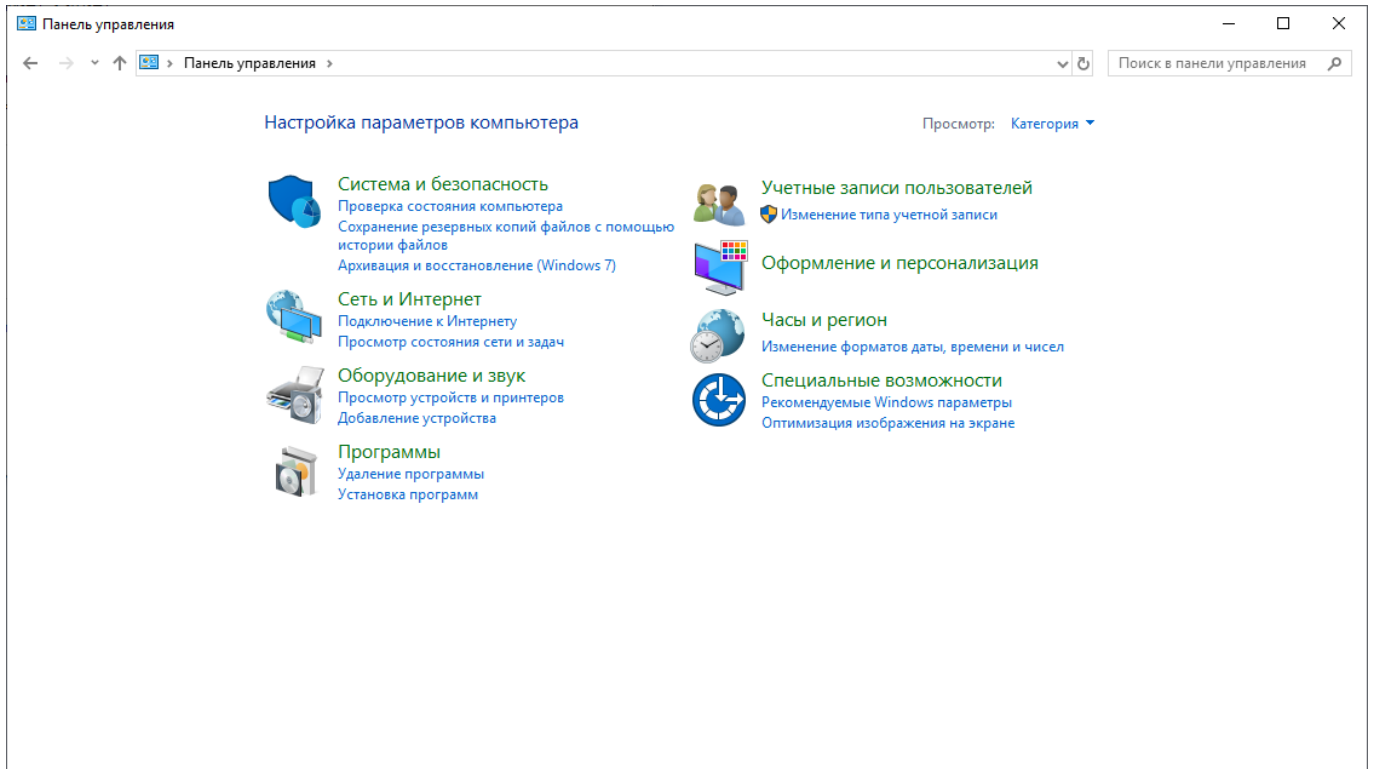 Панель управления
Панель управления
Поиск в панели управления
Настройка параметров компьютера
Просмотр: Категория
Система и безопасность
Проверка состояния компьютера
Сохранение резервных копий файлов с помощью
истории файлов
Архивация и восстановление (Windows 7)
Сеть и Интернет
Подключение к Интернету
Просмотр состояния сети и задач
Оборудование и звук
Просмотр устройств и принтеров
Добавление устройства
Программы
Удаление программы
Установка программ
Учетные записи пользователей
Изменение типа учетной записи
Оформление и персонализация
Часы и регион
Изменение форматов даты, времени и чисел
Специальные возможности
Рекомендуемые Windows параметры
Оптимизация изображения на экране